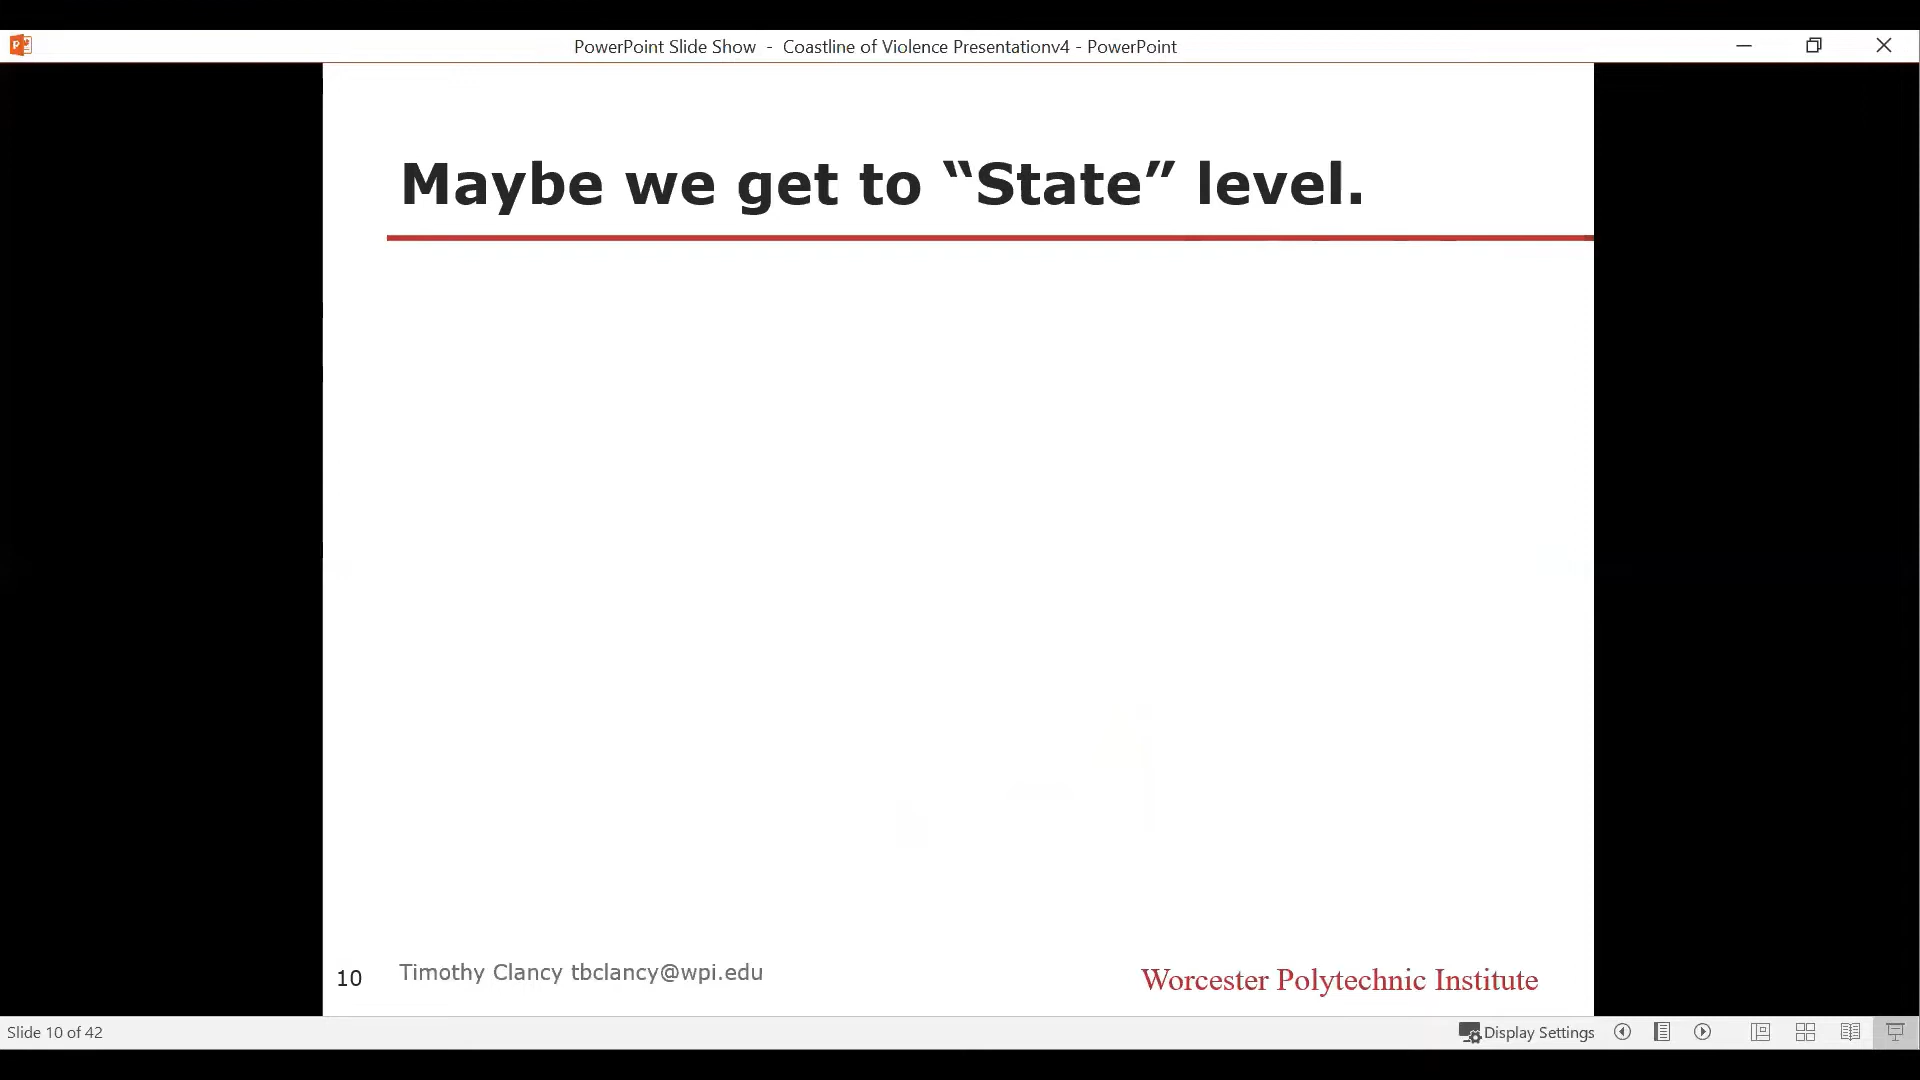 PowerPoint Slide Show - Coastline of Violence Presentationv4 - PowerPoint
Maybe we get to “State” level.
10
Timothy Clancy tbclancy@wpi.edu
Worcester Polytechnic Institute
Slide 10 of 42
Display Settings